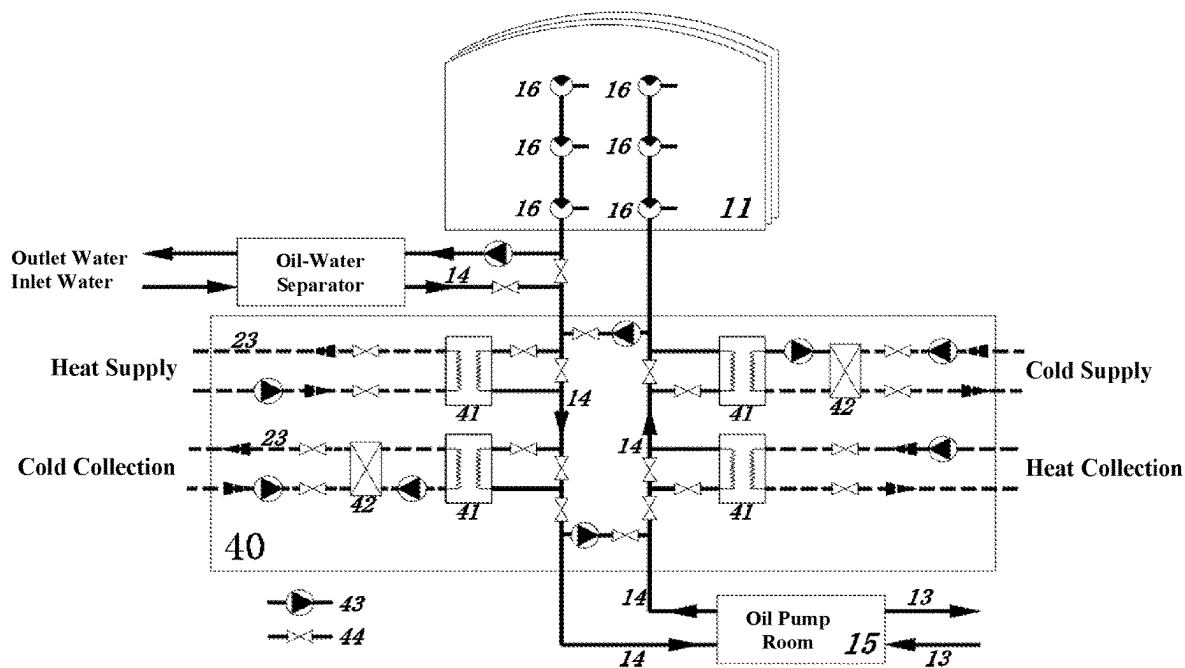 16 16
16 16
16 16 11
Outlet Water
Inlet Water
Oil-Water
Separator
14
23
Heat Supply
41
14
41
42
Cold Supply
23
Cold Collection
42
41
14
41
Heat Collection
40
43
44
14
14
Oil Pump
Room
15
13
13